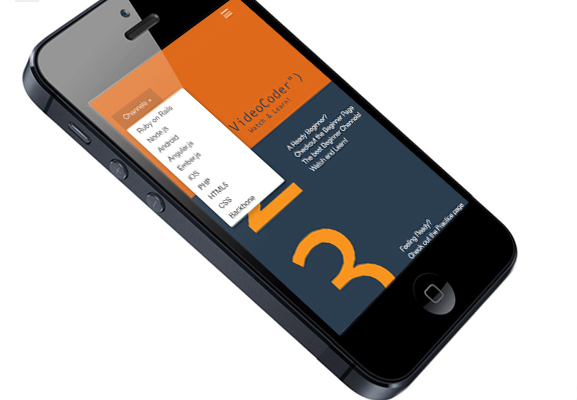 Channels
VideoCoder")
Watch & Learn!
Ruby on Rails
Node.js
Android
Angular.js
Ember.js
iOS
PHP
HTML5
CSS
Backbone
A Ready Beginner?
Checkout the Beginner Page
The best Beginner Channels!
Watch and Learn!
3
Feeling Ready?
Check out the Practice page